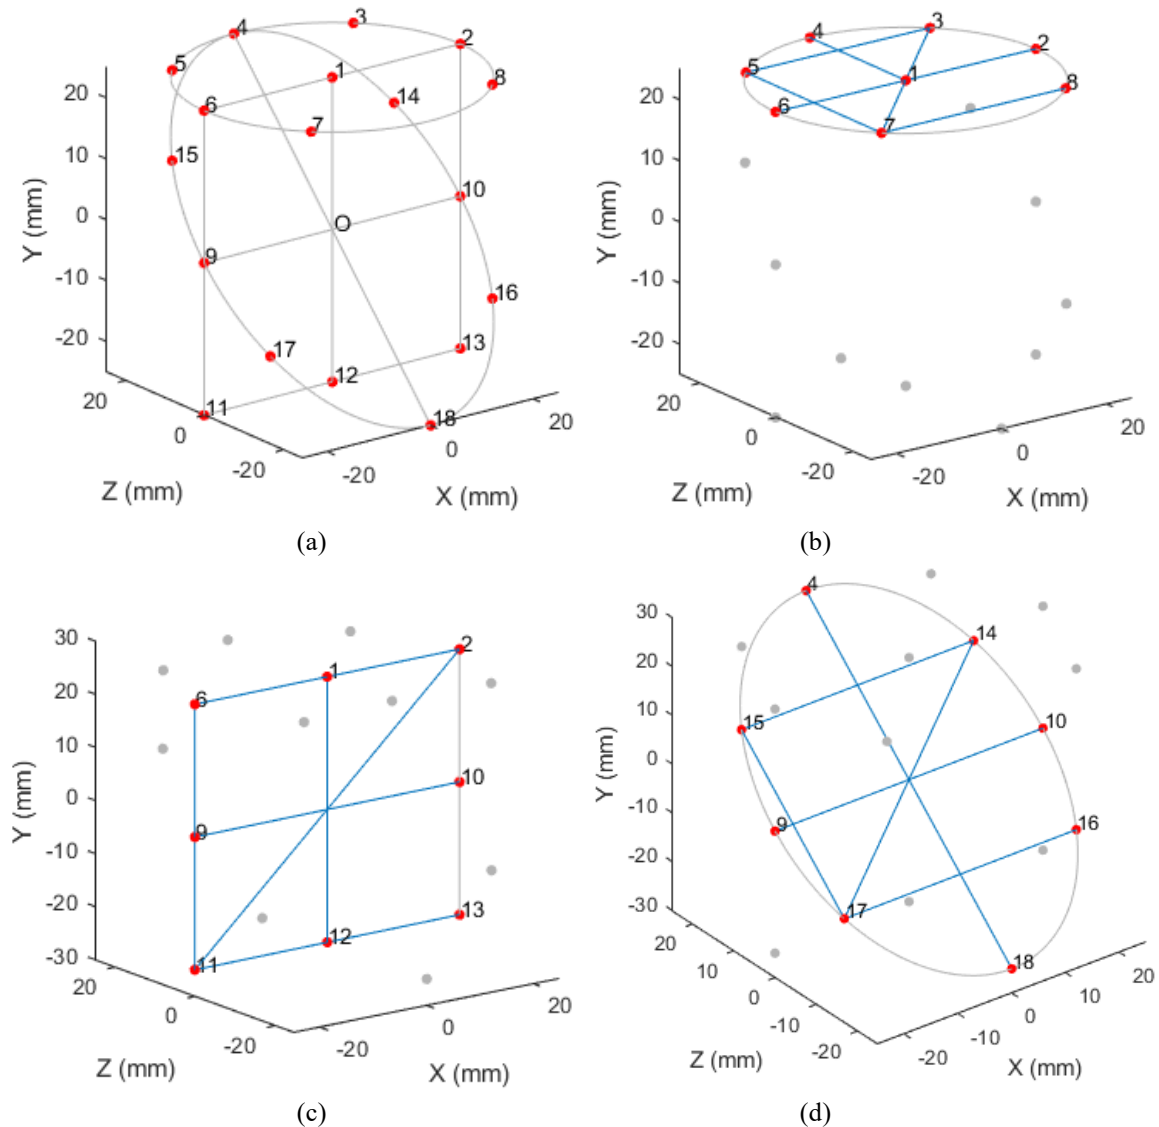 4 3 2
5 1 8
20 6 7 14
10 15
0 10
O
-10 9
16
-20 17 13
12
20 11 18 20
0 0
-20 -20
Y (mm)
Z (mm) X (mm)
(a)
4 3 2
5 1 8
20 6 7
10
0
-10
-20
20
0 0
-20 -20
20
Y (mm)
Z (mm) X (mm)
(b)
30 2
20 6 1
10
0 10
-10 9
-20 13
-30 11 12
20 20
0 0
-20 -20
Y (mm)
Z (mm) X (mm)
(c)
30 4
20 14
10 15 10
0
-10 9 16
-20 17
-30 18
20 20
10 10
0 0
-10 -10
-20 -20
Y (mm)
Z (mm) X (mm)
(d)